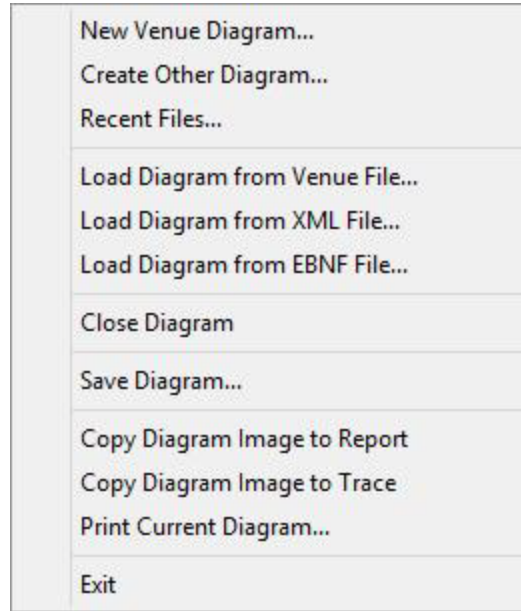 New Venue Diagram...
Create Other Diagram...
Recent Files...
Load Diagram from Venue File...
Load Diagram from XML File...
Load Diagram from EBNF File...
Close Diagram
Save Diagram...
Copy Diagram Image to Report
Copy Diagram Image to Trace
Print Current Diagram...
Exit